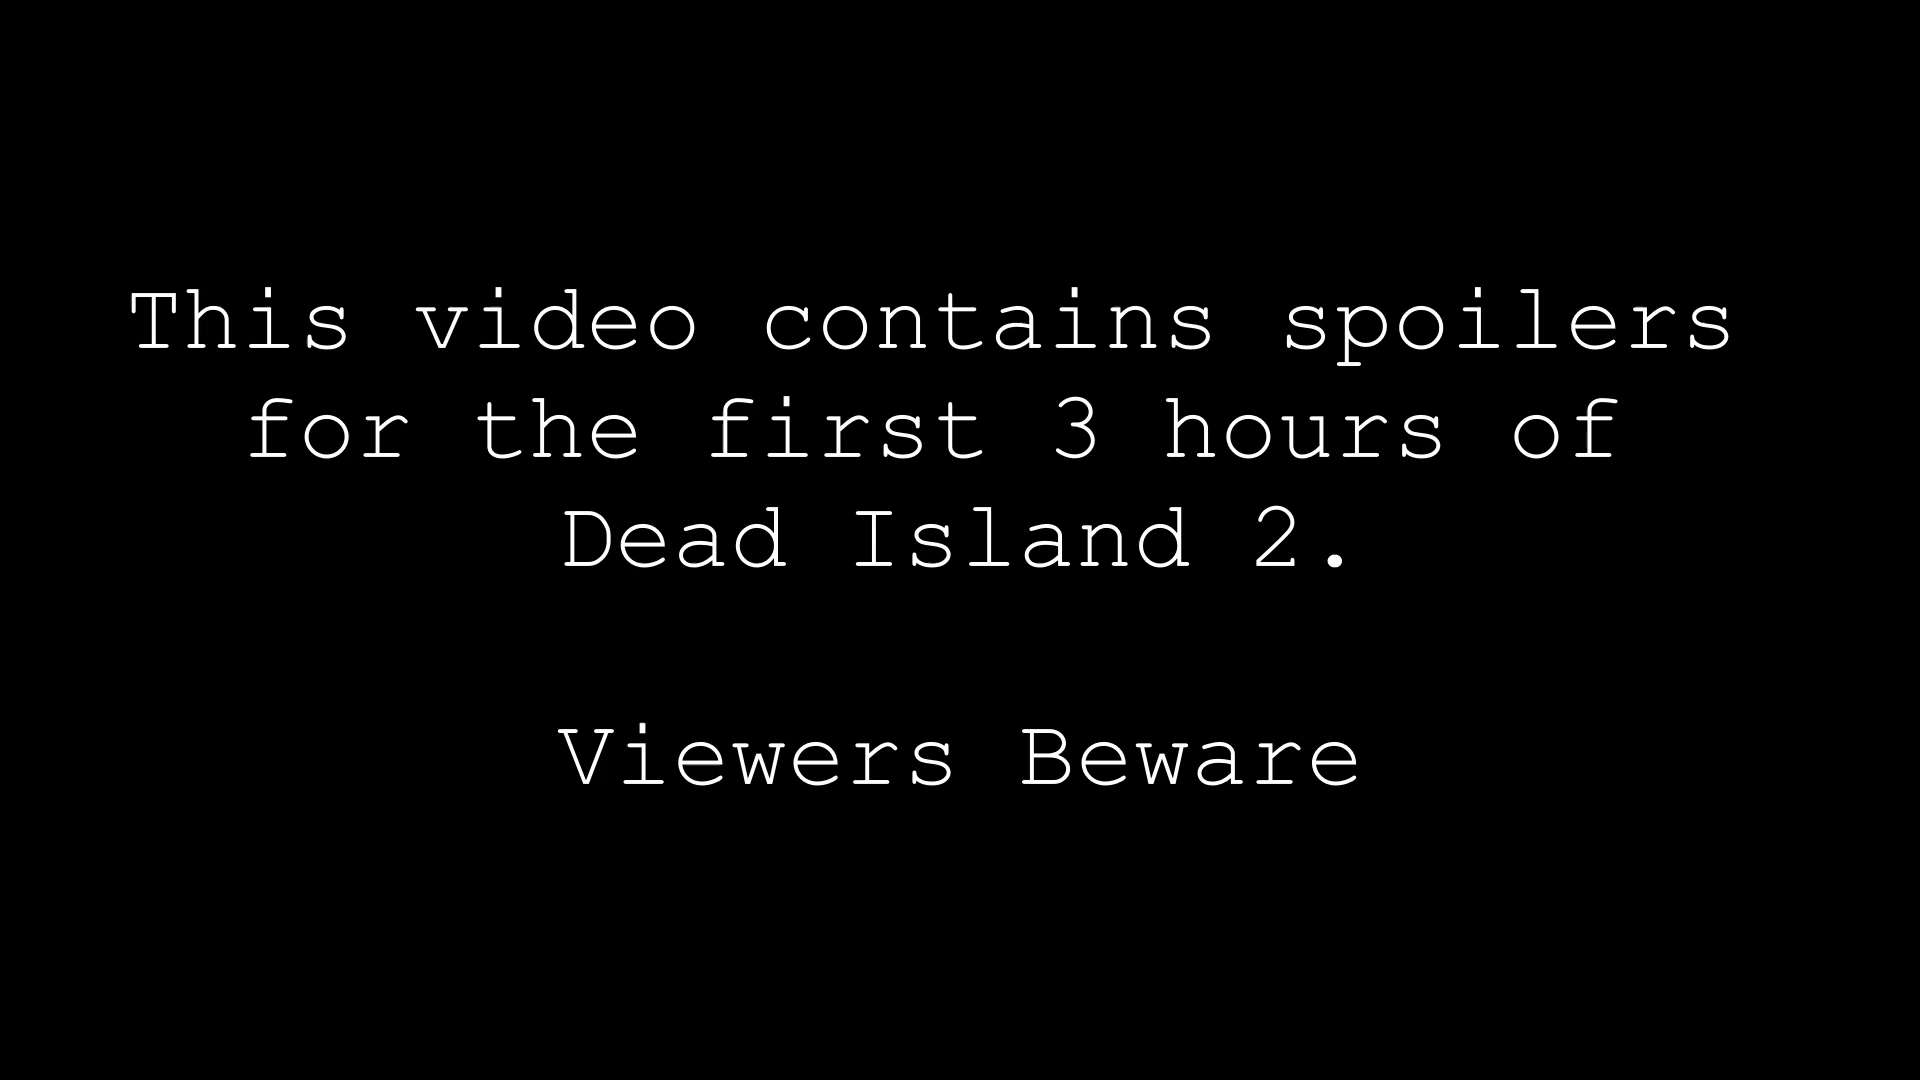 This video contains spoilers
for the first 3 hours of
Dead Island 2.
Viewers Beware